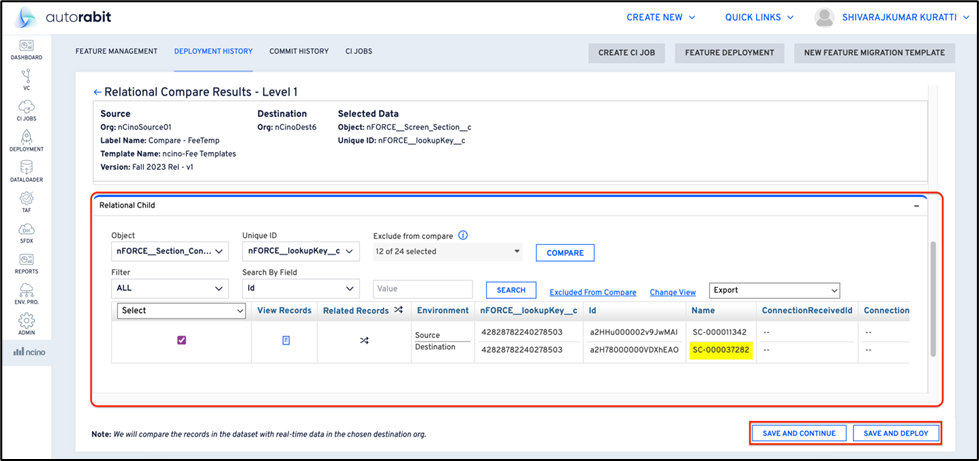 autorabit
CREATE NEW
QUICK LINKS
SHIVARAJKUMAR KURATTI
DASHBOARD
VC
CI JOBS
DEPLOYMENT
DATALOADER
TAF
SFDX
REPORTS
ENV. PRO.
ADMIN
ncino
FEATURE MANAGEMENT
DEPLOYMENT HISTORY
COMMIT HISTORY
CI JOBS
CREATE CI JOB
FEATURE DEPLOYMENT
NEW FEATURE MIGRATION TEMPLATE
Relational Compare Results - Level 1
Source
Org: nCinoSource01
Label Name: Compare - FeeTemp
Template Name: ncino-Fee Templates
Version: Fall 2023 Rel - v1
Destination
Org: nCinoDest6
Selected Data
Object: nFORCE__Screen_Section__c
Unique ID: nFORCE__lookupKey__c
Relational Child
Object
Unique ID
Exclude from compare
nFORCE__Section_Con...
nFORCE__lookupKey__c
12 of 24 selected
COMPARE
Filter
Search By Field
ALL
Id
Value
SEARCH
Excluded From Compare
Change View
Export
Select
View Records
Related Records
Environment
nFORCE__lookupKey__c
Id
Name
ConnectionReceivedId
Connection
Source
42828782240278503
a2HHu000002v9JwMAI
SC-000011342
--
--
Destination
42828782240278503
a2H78000000VDXhEAO
SC-000037282
--
--
Note: We will compare the records in the dataset with real-time data in the chosen destination org.
SAVE AND CONTINUE
SAVE AND DEPLOY